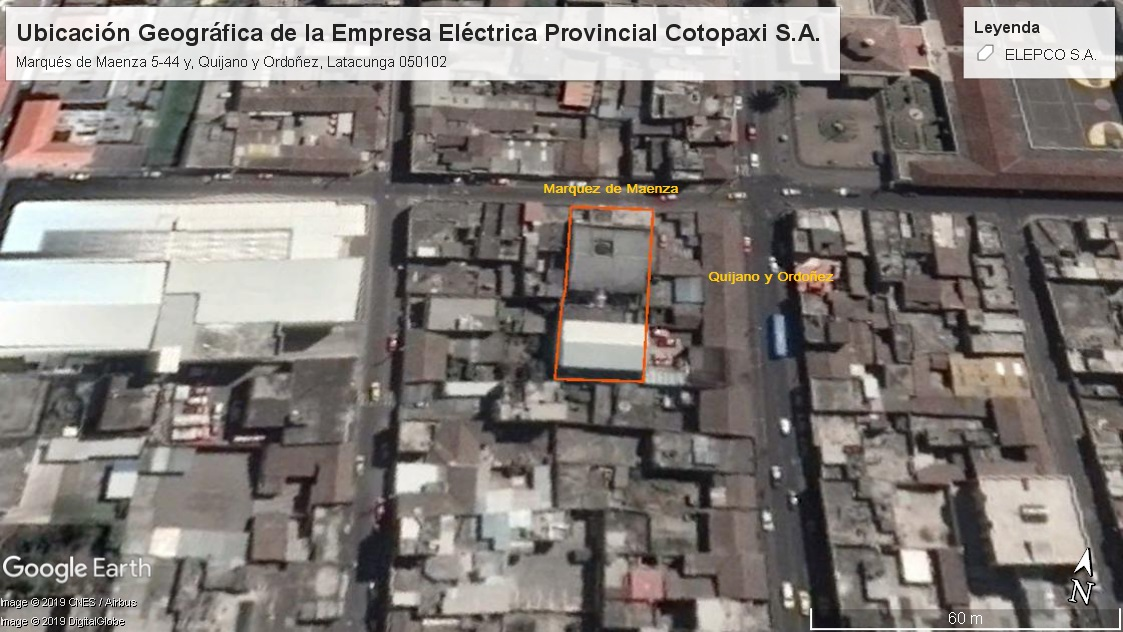 Ubicación Geográfica de la Empresa Eléctrica Provincial Cotopaxi S.A.
Marqués de Maenza 5-44 y, Quijano y Ordoñez, Latacunga 050102
Leyenda
ELEPCO S.A.
Marquez de Maenza
Quijano y Ordoñez
Google Earth
Image © 2019 CNES / Airbus
Image © 2019 DigitalGlobe
N
60 m